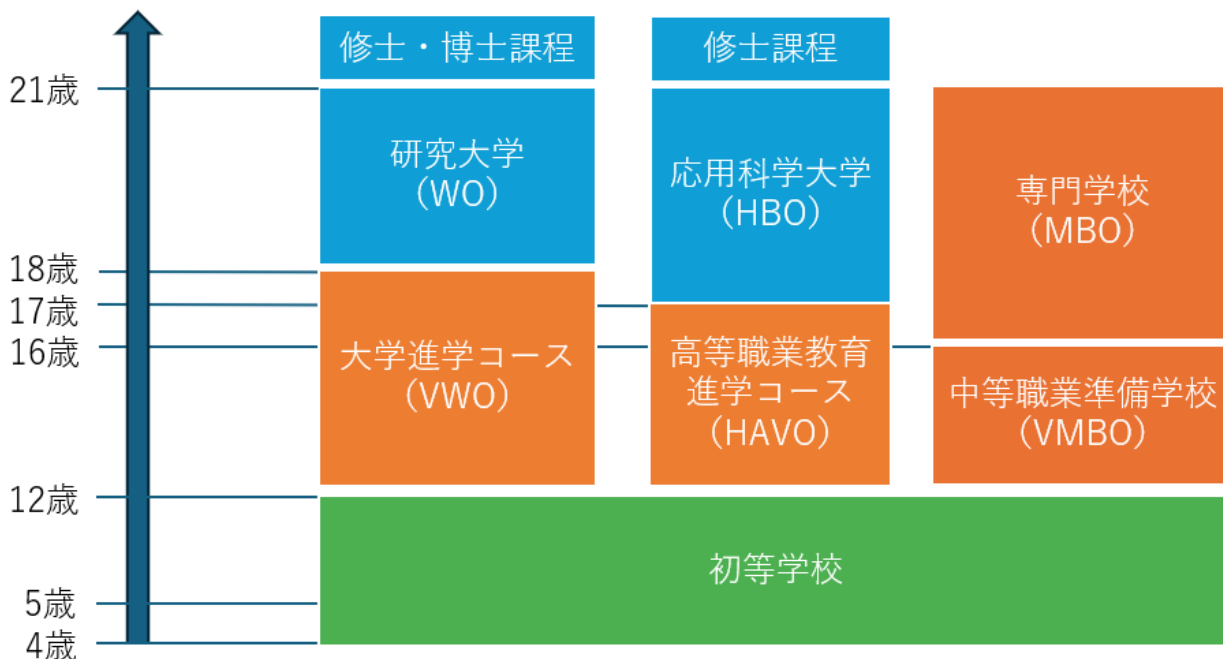 修士・博士課程
修士課程
21歳
研究大学
（WO）
応用科学大学
（HBO）
専門学校
（MBO）
18歳
17歳
16歳
大学進学コース
（VWO）
高等職業教育
進学コース
（HAVO）
中等職業準備学校
（VMBO）
12歳
初等学校
5歳
4歳